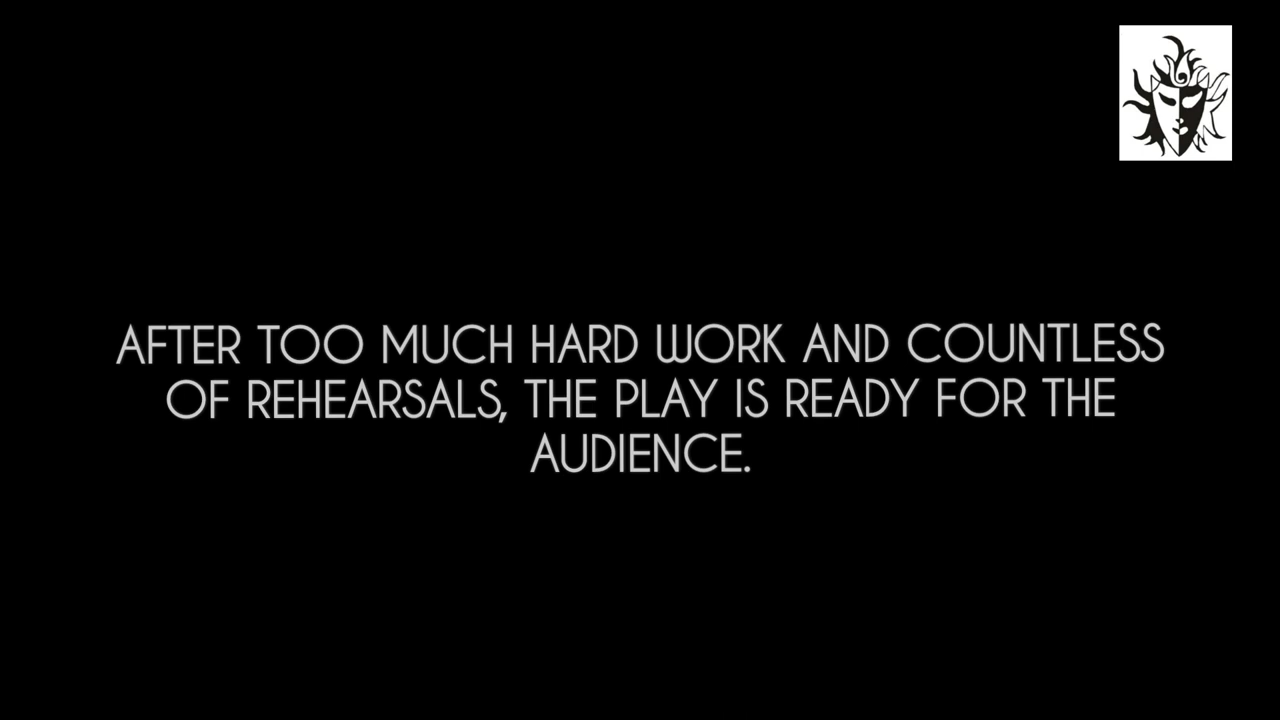 AFTER TOO MUCH HARD WORK AND COUNTLESS
OF REHEARSALS, THE PLAY IS READY FOR THE
AUDIENCE.